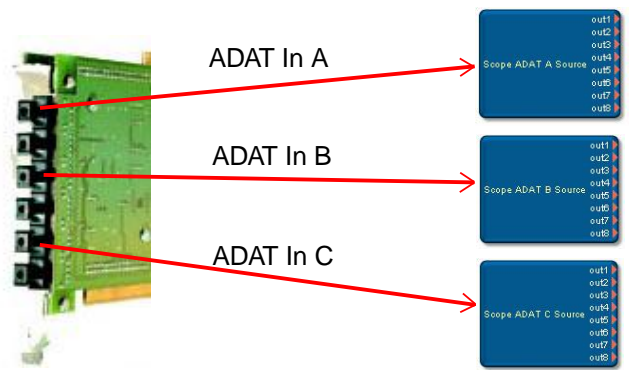 ADAT In A
Scope ADAT A Source
out1
out2
out3
out4
out5
out6
out7
out8
ADAT In B
Scope ADAT B Source
out1
out2
out3
out4
out5
out6
out7
out8
ADAT In C
Scope ADAT C Source
out1
out2
out3
out4
out5
out6
out7
out8